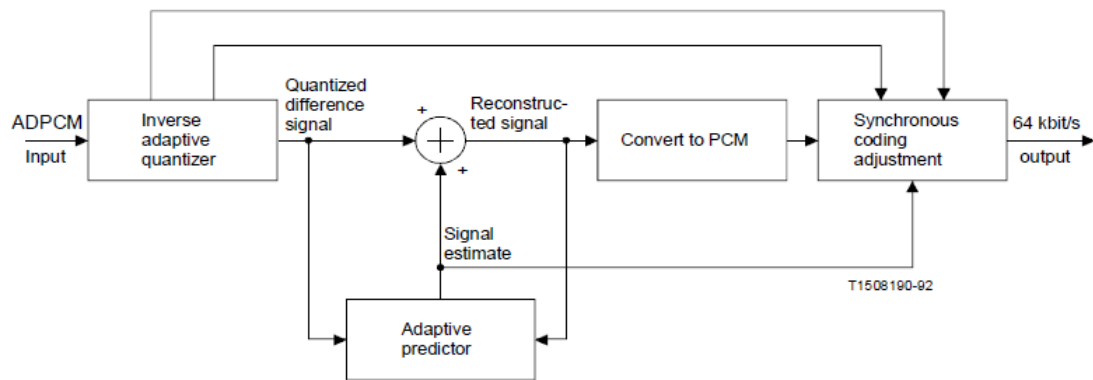 ADPCM
Input
Inverse
adaptive
quantizer
Quantized
difference
signal
+
+
Reconstruc-
ted signal
Convert to PCM
Synchronous
coding
adjustment
64 kbit/s
output
+
Signal
estimate
T1508190-92
Adaptive
predictor